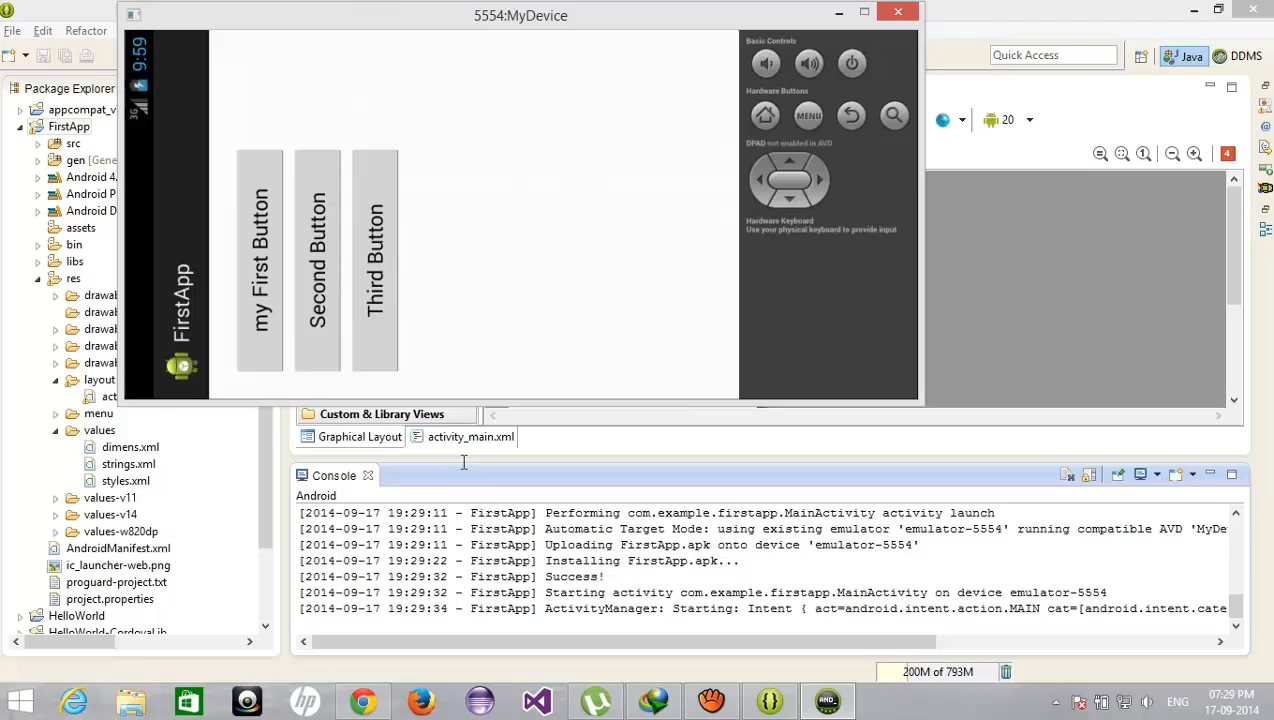 5554:MyDevice
File Edit Refactor
Quick Access
Java
DDMS
Package Explorer
appcompat_v
FirstApp
src
gen [Gene
Android 4.
Android P
Android D
assets
bin
libs
res
drawab
drawab
drawab
drawab
drawab
layout
act
menu
values
dimens.xml
strings.xml
styles.xml
values-v11
values-v14
values-w820dp
AndroidManifest.xml
ic_launcher-web.png
proguard-project.txt
project.properties
HelloWorld
HelloWorld-CordovaLib
9:59
3G
FirstApp
my First Button
Second Button
Third Button
Basic Controls
Hardware Buttons
MENU
DPAD not enabled in AVD
Hardware Keyboard
Use your physical keyboard to provide input
20
1
4
Custom & Library Views
Graphical Layout
activity_main.xml
Console
Android
[2014-09-17 19:29:11 - FirstApp] Performing com.example.firstapp.MainActivity activity launch
[2014-09-17 19:29:11 - FirstApp] Automatic Target Mode: using existing emulator 'emulator-5554' running compatible AVD 'MyDe
[2014-09-17 19:29:11 - FirstApp] Uploading FirstApp.apk onto device 'emulator-5554'
[2014-09-17 19:29:22 - FirstApp] Installing FirstApp.apk...
[2014-09-17 19:29:32 - FirstApp] Success!
[2014-09-17 19:29:32 - FirstApp] Starting activity com.example.firstapp.MainActivity on device emulator-5554
[2014-09-17 19:29:34 - FirstApp] ActivityManager: Starting: Intent { act=android.intent.action.MAIN cat=[android.intent.cate
200M of 793M
hp
AND_
ENG
07:29 PM
17-09-2014